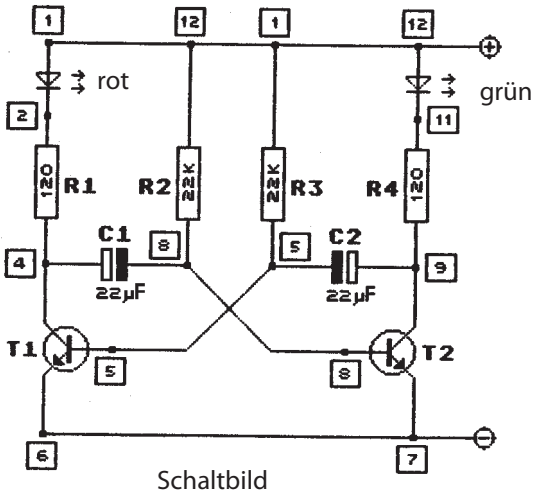 1 12 1 12
+
rot
grün
2 11
120 R1 R2 22K 22K R3 R4 120
C1 8 5 C2
4 9
22µF 22µF
T1 T2
5 8
6 7
-
Schaltbild